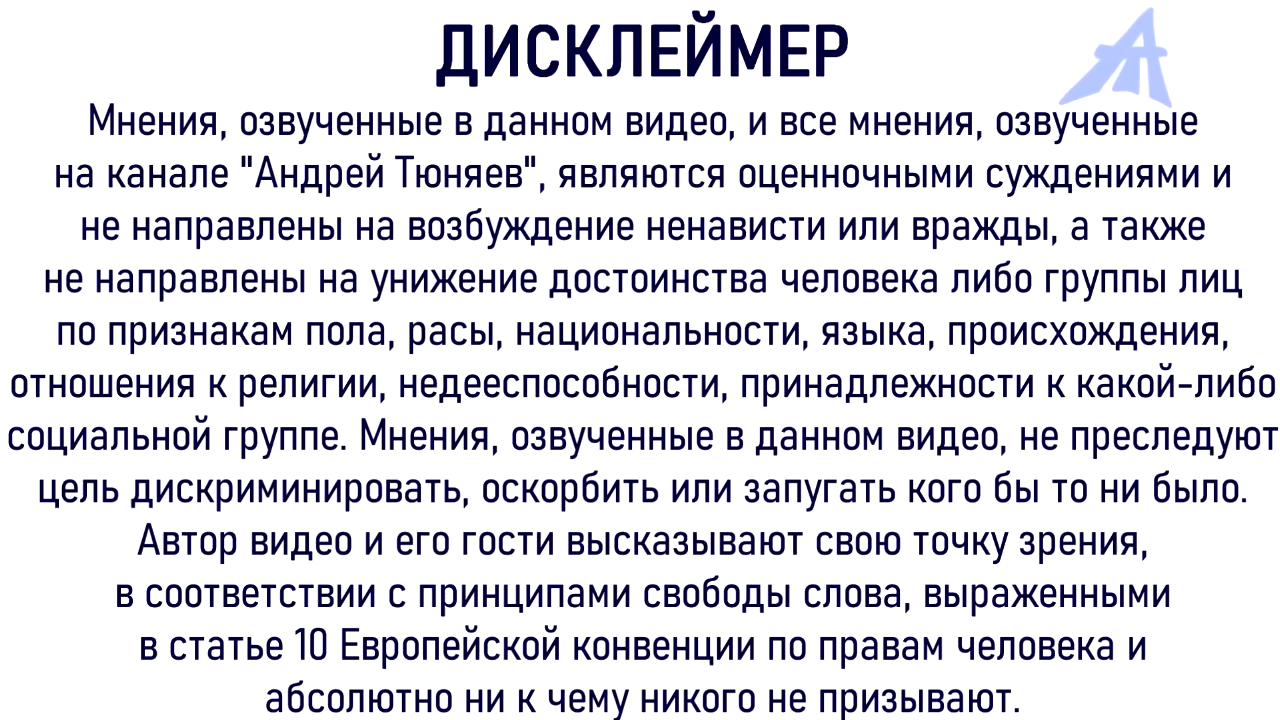 ДИСКЛЕЙМЕР
Мнения, озвученные в данном видео, и все мнения, озвученные
на канале "Андрей Тюняев", являются оценночными суждениями и
не направлены на возбуждение ненависти или вражды, а также
не направлены на унижение достоинства человека либо группы лиц
по признакам пола, расы, национальности, языка, происхождения,
отношения к религии, недееспособности, принадлежности к какой-либо
социальной группе. Мнения, озвученные в данном видео, не преследуют
цель дискриминировать, оскорбить или запугать кого бы то ни было.
Автор видео и его гости высказывают свою точку зрения,
в соответствии с принципами свободы слова, выраженными
в статье 10 Европейской конвенции по правам человека и
абсолютно ни к чему никого не призывают.